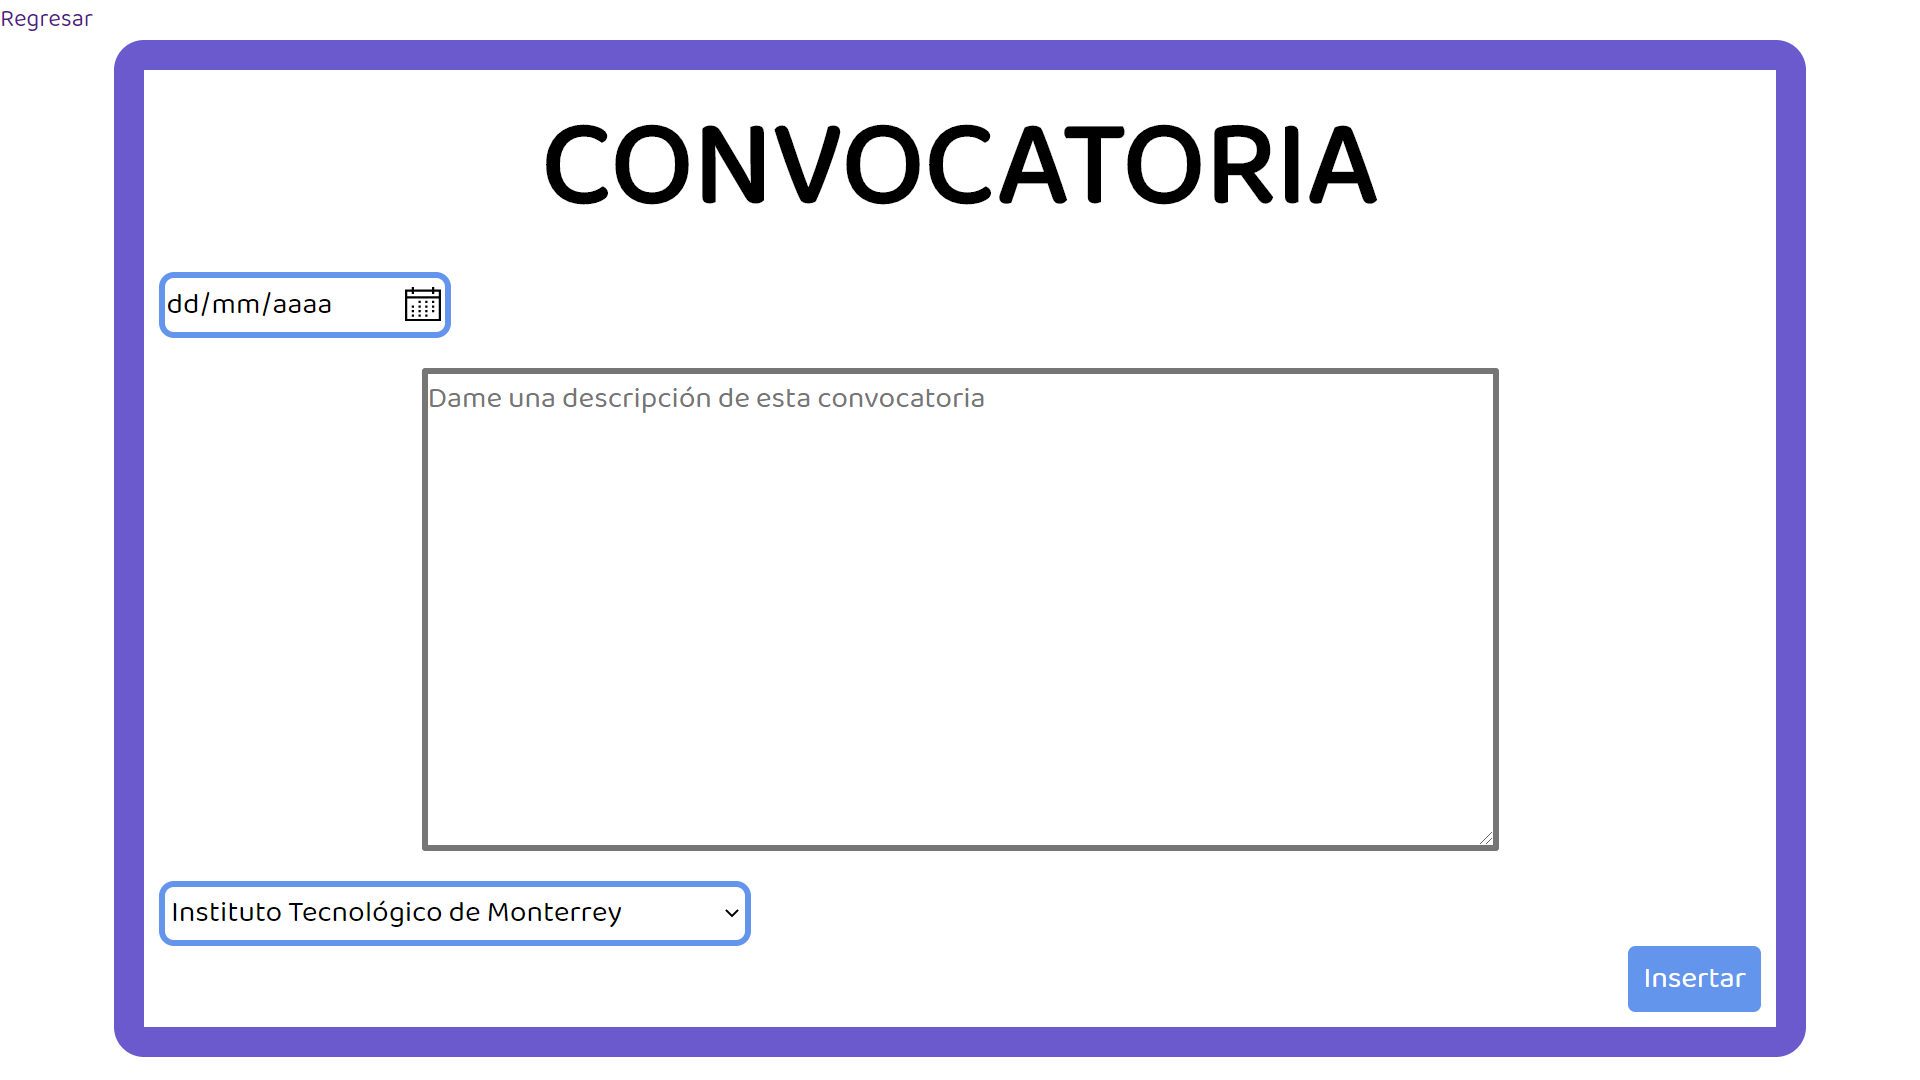 Regresar
CONVOCATORIA
dd/mm/aaaa
Dame una descripción de esta convocatoria
Instituto Tecnológico de Monterrey
Insertar